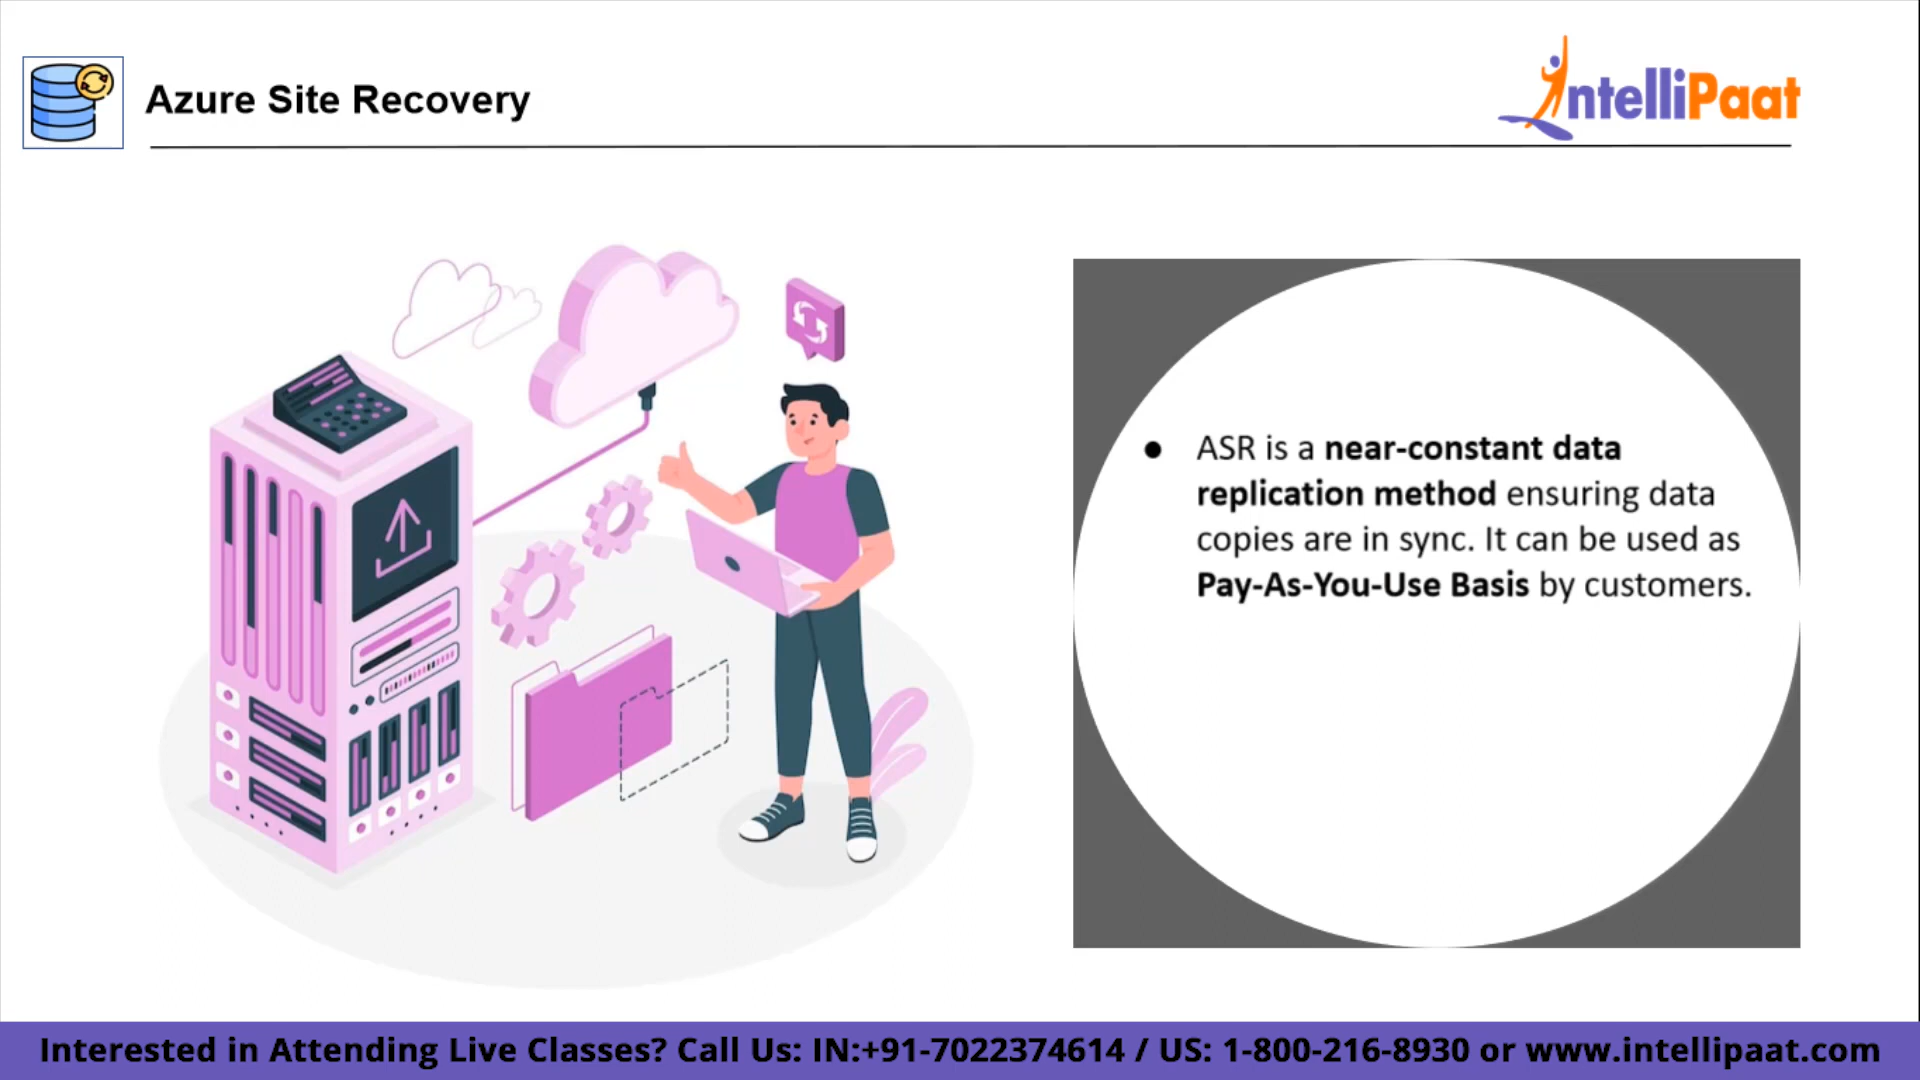 Azure Site Recovery
IntelliPaat
● ASR is a near-constant data
replication method ensuring data
copies are in sync. It can be used as
Pay-As-You-Use Basis by customers.
Interested in Attending Live Classes? Call Us: IN:+91-7022374614 / US: 1-800-216-8930 or www.intellipaat.com